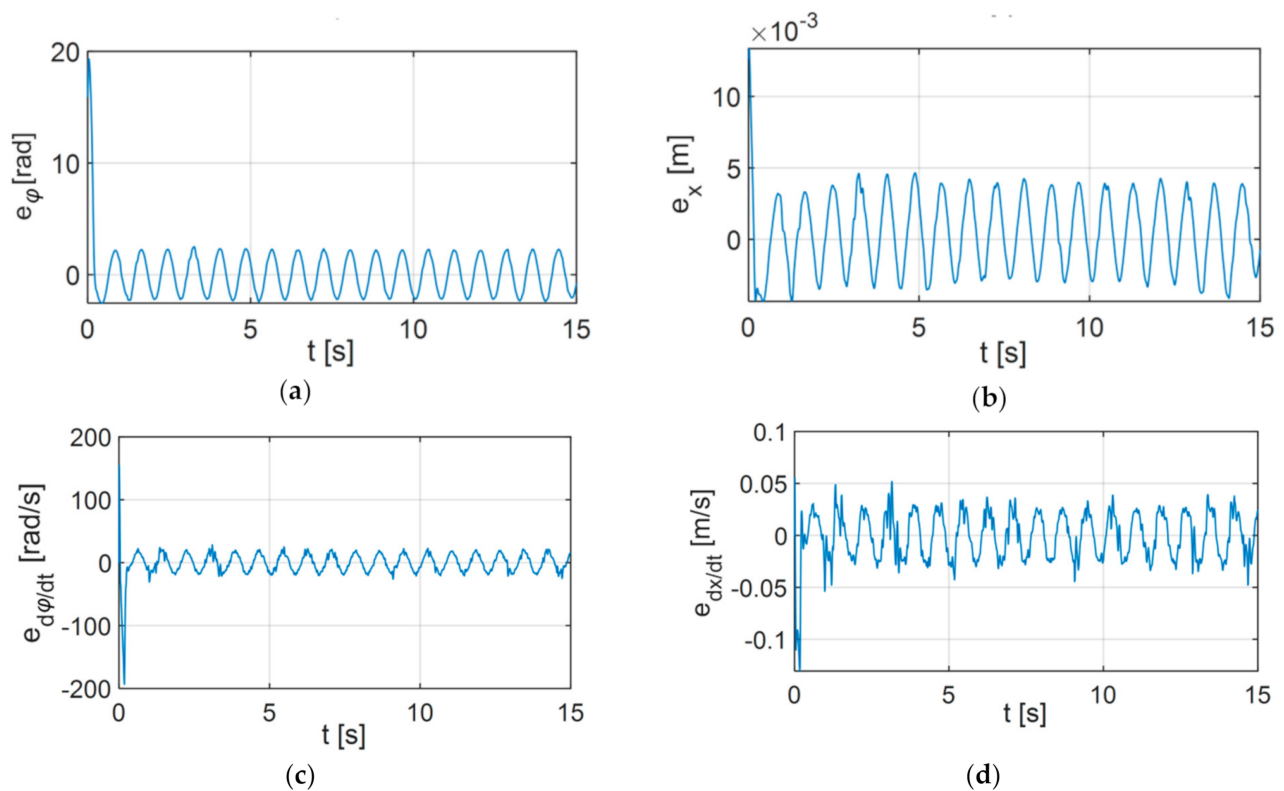 20
10
0
0 5 10 15
e_φ [rad]
t [s]
(a)
×10^-3
10
5
0
0 5 10 15
e_x [m]
t [s]
(b)
200
100
0
-100
-200
0 5 10 15
e_dφ/dt [rad/s]
t [s]
(c)
0.1
0.05
0
-0.05
-0.1
0 5 10 15
e_dx/dt [m/s]
t [s]
(d)